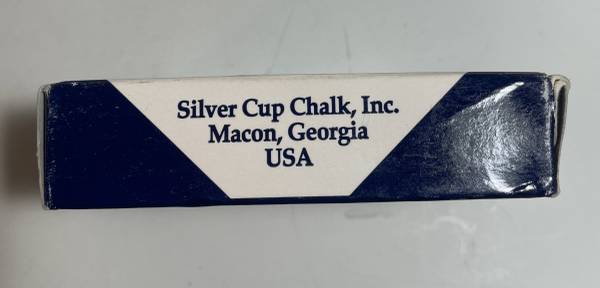 Silver Cup Chalk, Inc.
Macon, Georgia
USA